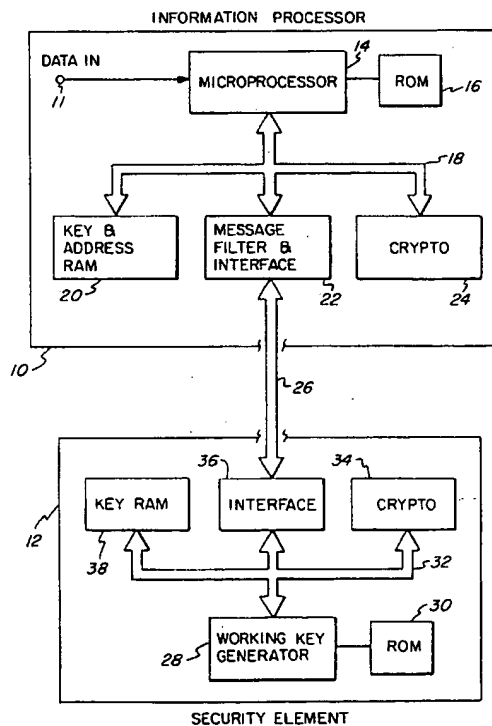 INFORMATION PROCESSOR
14
DATA IN
11
MICROPROCESSOR
ROM
16
18
KEY &
ADDRESS
RAM
20
MESSAGE
FILTER &
INTERFACE
22
CRYPTO
24
10
26
36
34
12
KEY RAM
38
INTERFACE
CRYPTO
32
30
28
WORKING KEY
GENERATOR
ROM
SECURITY ELEMENT